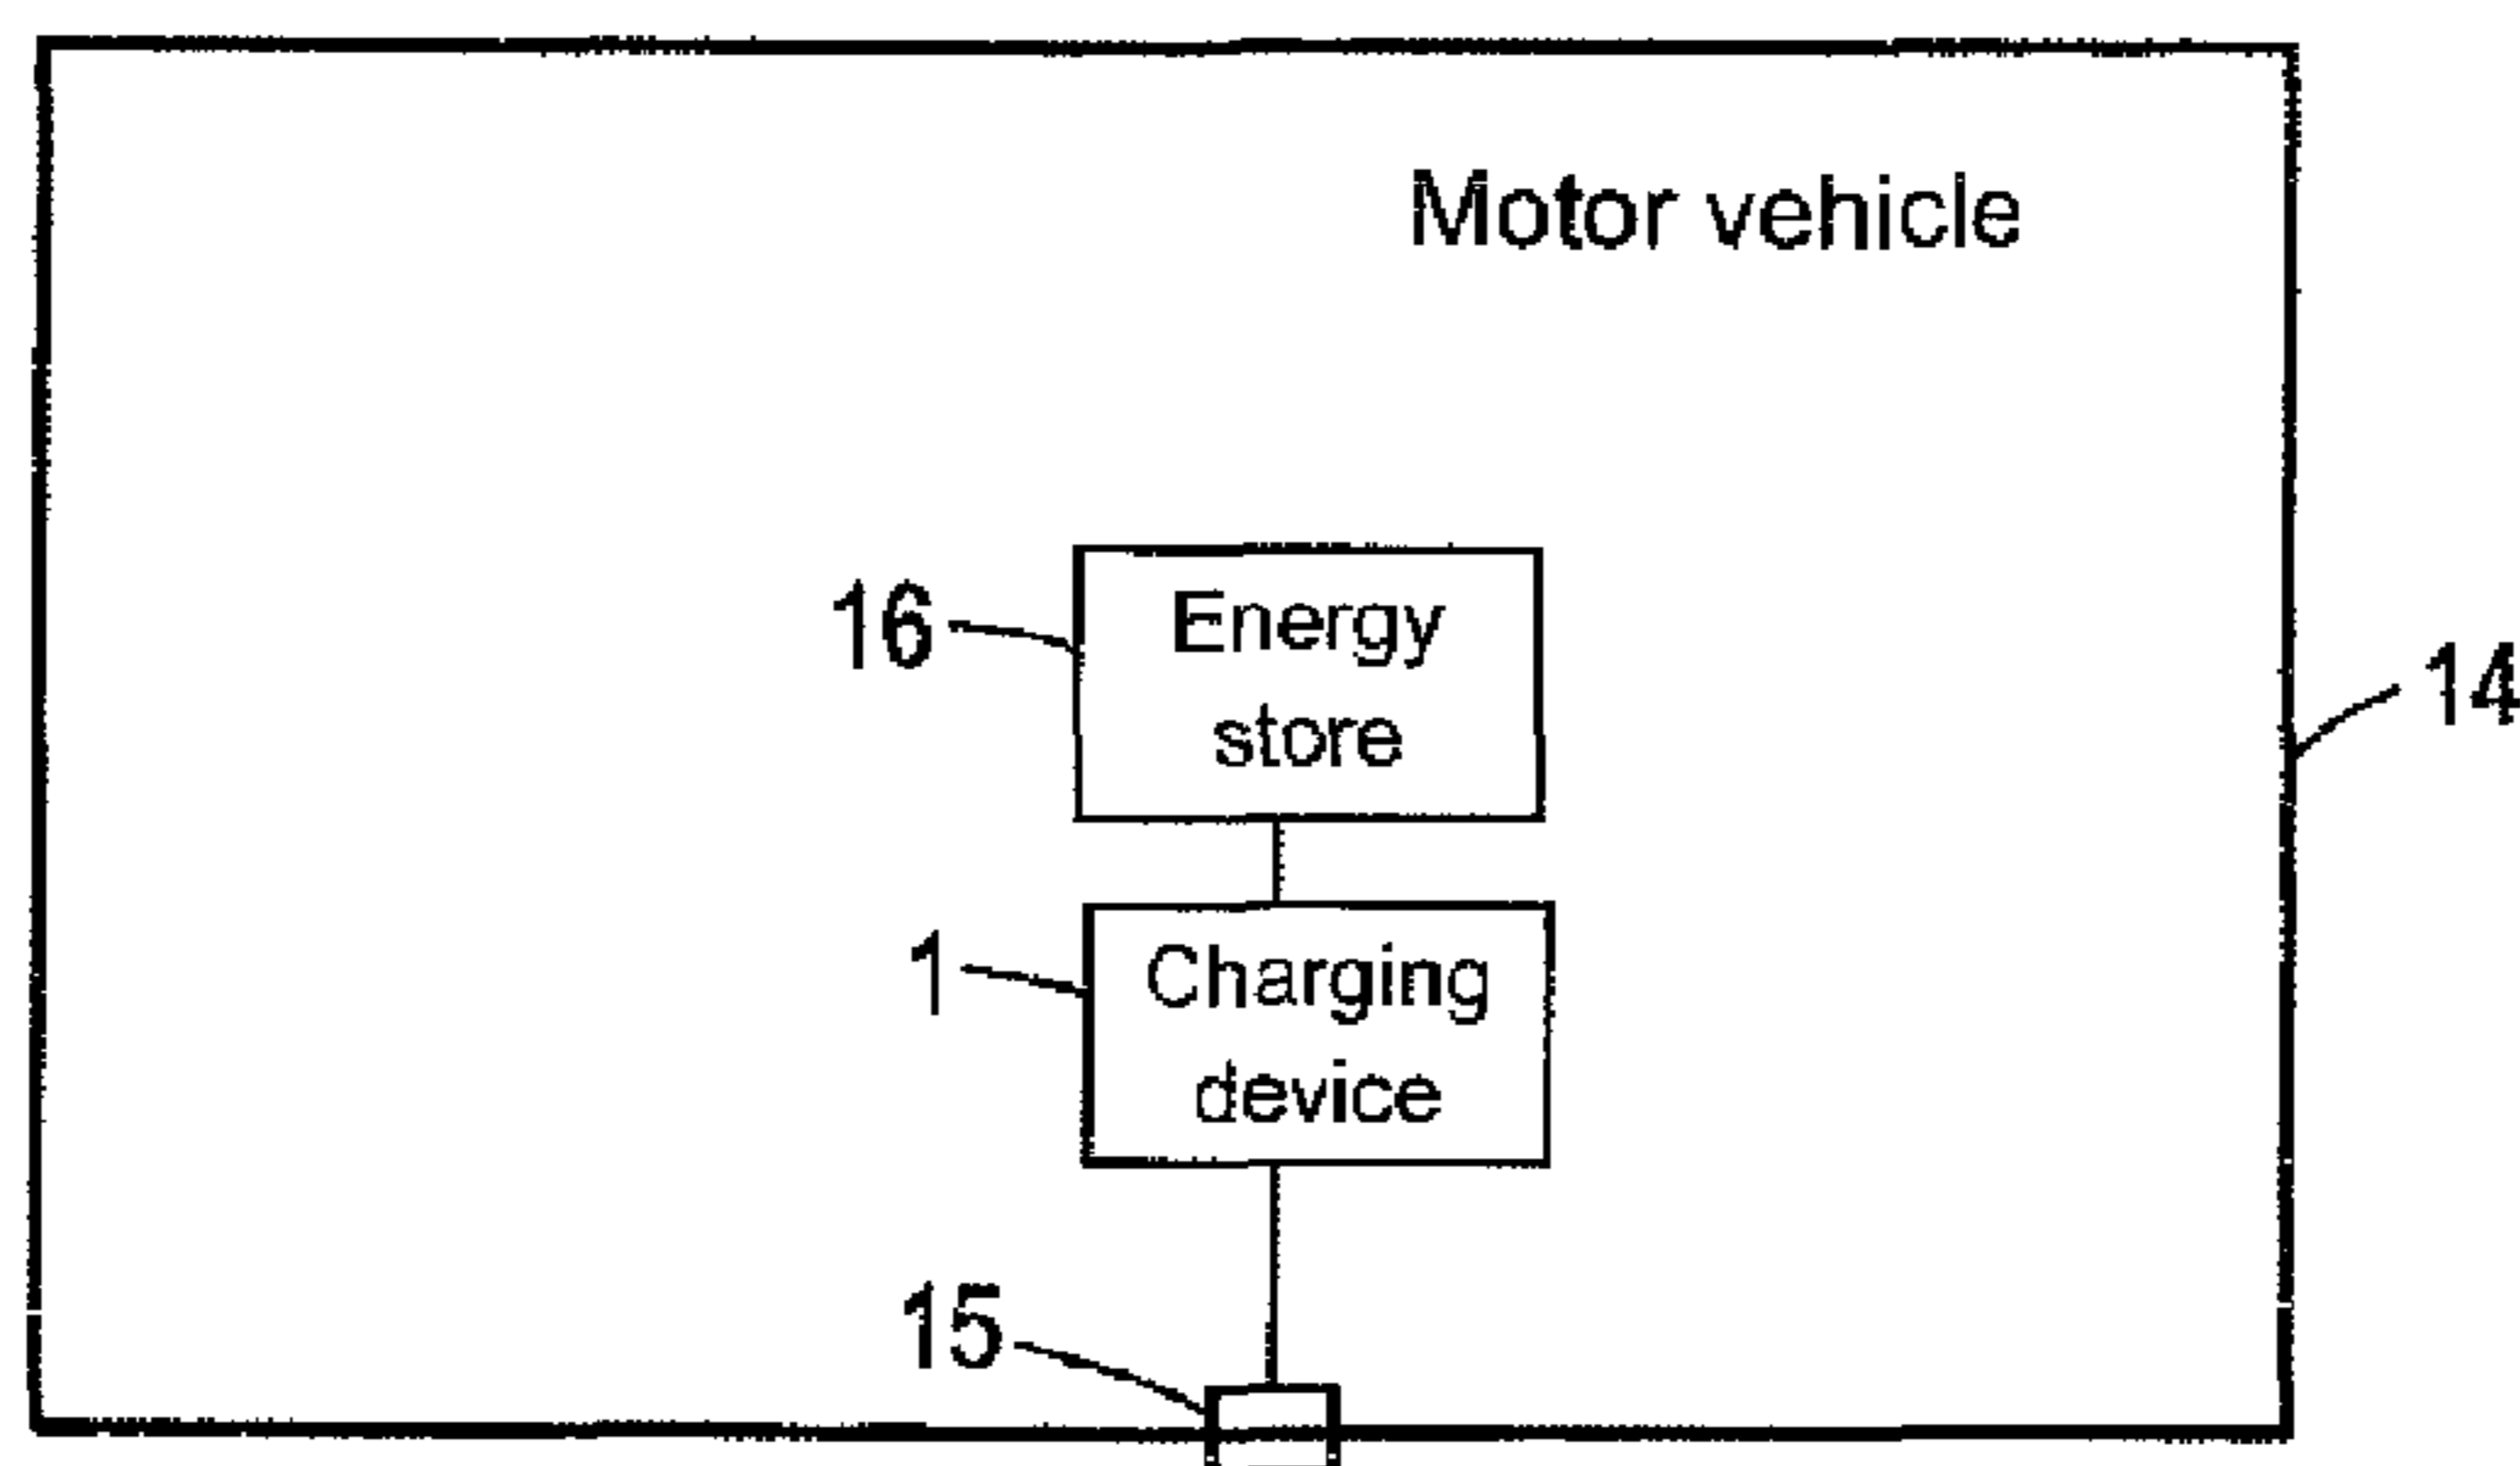 Motor vehicle
16
Energy
store
14
1
Charging
device
15